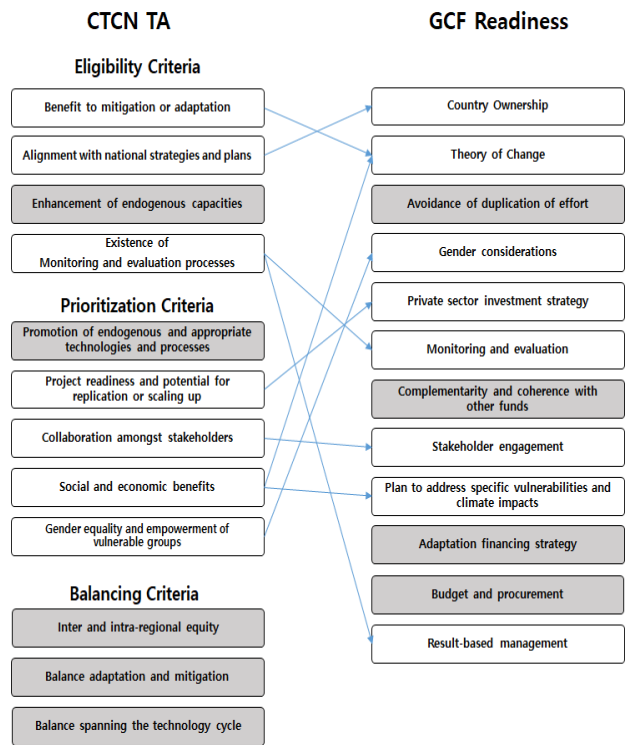 CTCN TA
Eligibility Criteria
Benefit to mitigation or adaptation
Alignment with national strategies and plans
Enhancement of endogenous capacities
Existence of
Monitoring and evaluation processes
Prioritization Criteria
Promotion of endogenous and appropriate
technologies and processes
Project readiness and potential for
replication or scaling up
Collaboration amongst stakeholders
Social and economic benefits
Gender equality and empowerment of
vulnerable groups
Balancing Criteria
Inter and intra-regional equity
Balance adaptation and mitigation
Balance spanning the technology cycle
GCF Readiness
Country Ownership
Theory of Change
Avoidance of duplication of effort
Gender considerations
Private sector investment strategy
Monitoring and evaluation
Complementarity and coherence with
other funds
Stakeholder engagement
Plan to address specific vulnerabilities and
climate impacts
Adaptation financing strategy
Budget and procurement
Result-based management